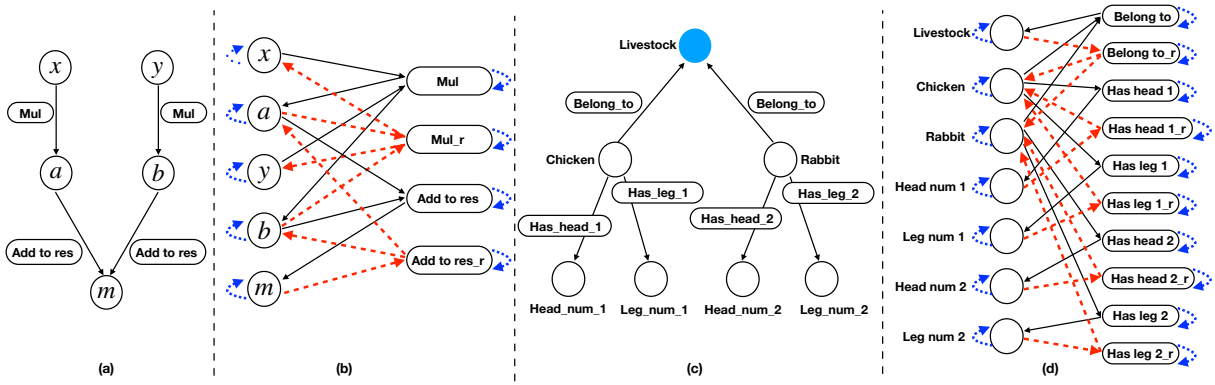 x
y
Mul
Mul
a
b
Add to res
Add to res
m
(a)
x
a
y
b
m
Mul
Mul_r
Add to res
Add to res_r
(b)
Livestock
Belong_to
Belong_to
Chicken
Rabbit
Has_head_1
Has_leg_1
Has_head_2
Has_leg_2
Head_num_1
Leg_num_1
Head_num_2
Leg_num_2
(c)
Livestock
Chicken
Rabbit
Head num 1
Leg num 1
Head num 2
Leg num 2
Belong to
Belong to_r
Has head 1
Has head 1_r
Has leg 1
Has leg 1_r
Has head 2
Has head 2_r
Has leg 2
Has leg 2_r
(d)